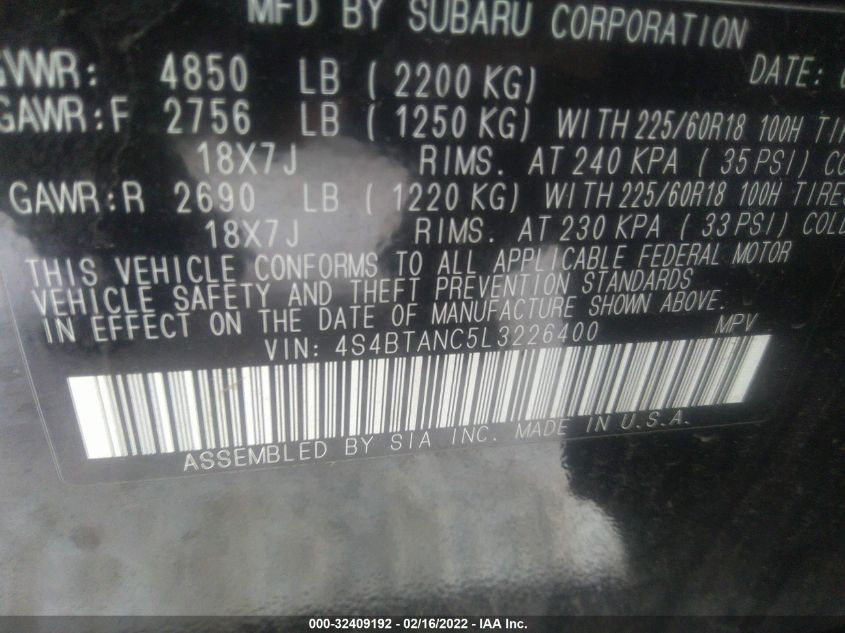 MFD BY SUBARU CORPORATION
GVWR: 4850 LB ( 2200 KG) DATE:
GAWR:F 2756 LB ( 1250 KG) WITH 225/60R18 100H
18X7J RIMS. AT 240 KPA ( 35 PSI)
GAWR:R 2690 LB ( 1220 KG) WITH 225/60R18 100H TIRES
18X7J RIMS. AT 230 KPA ( 33 PSI) COLD
THIS VEHICLE CONFORMS TO ALL APPLICABLE FEDERAL MOTOR
VEHICLE SAFETY AND THEFT PREVENTION STANDARDS
IN EFFECT ON THE DATE OF MANUFACTURE SHOWN ABOVE.
VIN: 4S4BTANC5L3226400 MPV
ASSEMBLED BY SIA INC. MADE IN U.S.A.
000-32409192 - 02/16/2022 - IAA Inc.